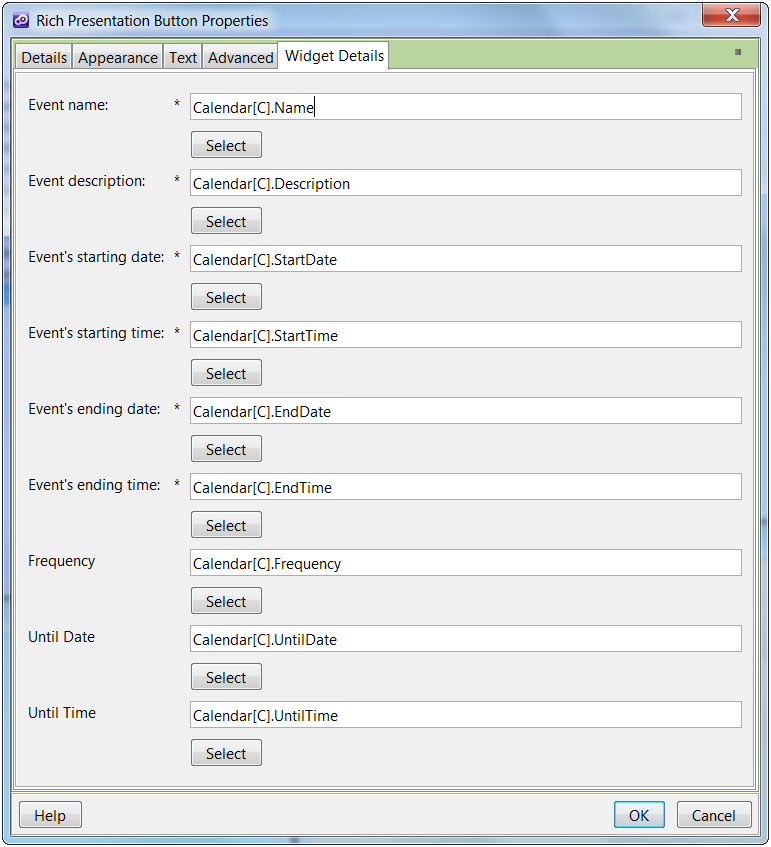 Rich Presentation Button Properties
Details Appearance Text Advanced Widget Details
Event name: * Calendar[C].Name
Select
Event description: * Calendar[C].Description
Select
Event's starting date: * Calendar[C].StartDate
Select
Event's starting time: * Calendar[C].StartTime
Select
Event's ending date: * Calendar[C].EndDate
Select
Event's ending time: * Calendar[C].EndTime
Select
Frequency Calendar[C].Frequency
Select
Until Date Calendar[C].UntilDate
Select
Until Time Calendar[C].UntilTime
Select
Help OK Cancel